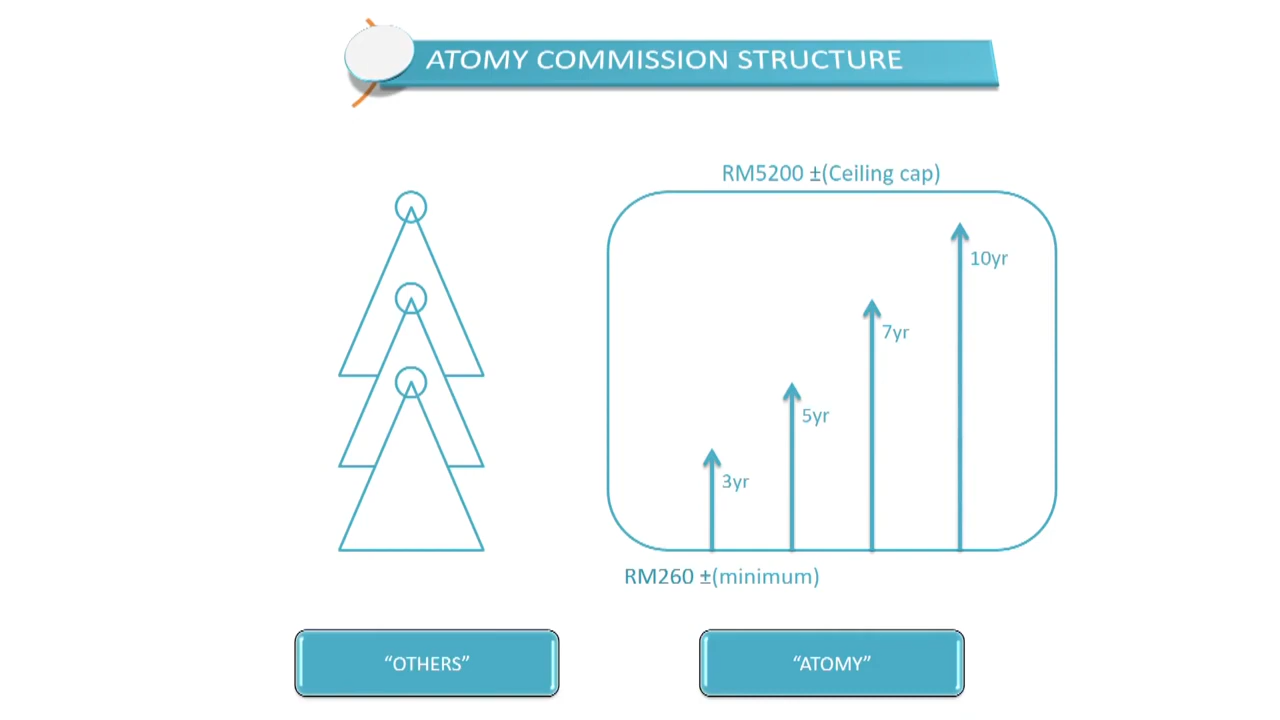 ATOMY COMMISSION STRUCTURE
RM5200 ±(Ceiling cap)
10yr
7yr
5yr
3yr
RM260 ±(minimum)
“OTHERS”
“ATOMY”